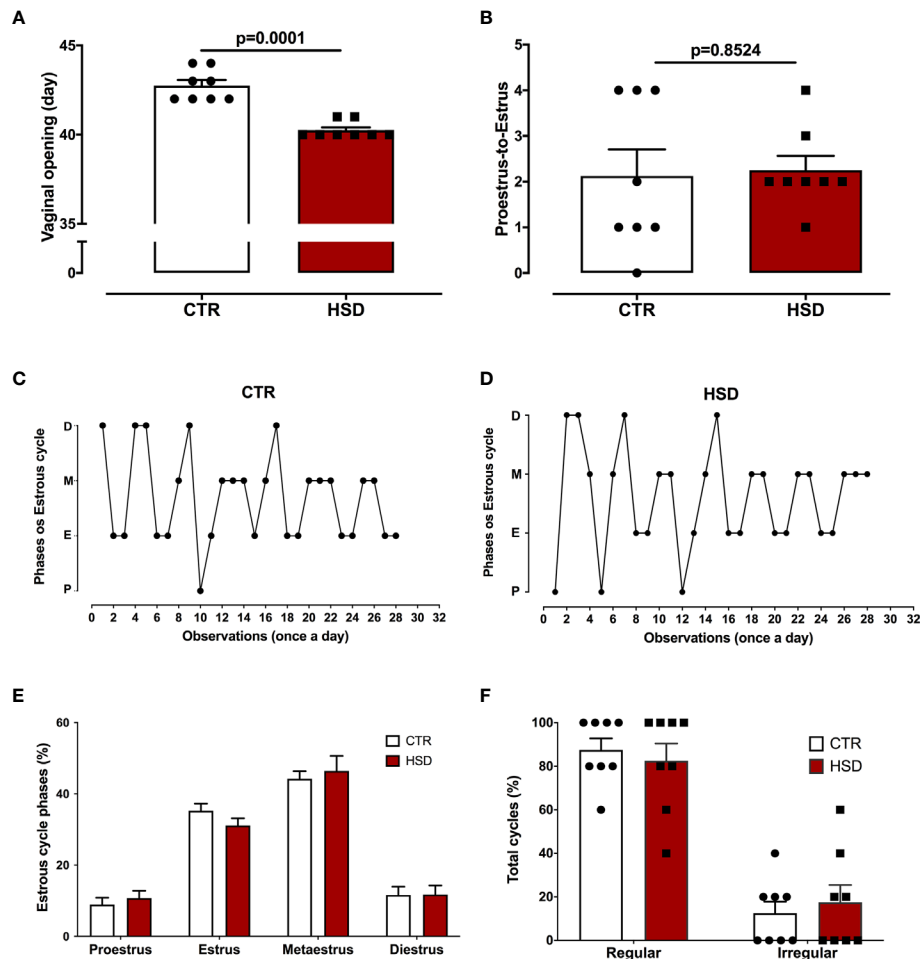 A
p=0.0001
Vaginal opening (day)
45
40
35
0
CTR
HSD
B
p=0.8524
Proestrus-to-Estrus
5
4
3
2
1
0
CTR
HSD
C
CTR
Phases os Estrous cycle
D
M
E
P
0 2 4 6 8 10 12 14 16 18 20 22 24 26 28 32
Observations (once a day)
D
HSD
Phases os Estrous cycle
D
M
E
P
0 2 4 6 8 10 12 14 16 18 20 22 24 26 28 32
Observations (once a day)
E
Estrous cycle phases (%)
60
40
20
0
CTR
HSD
Proestrus Estrus Metaestrus Diestrus
F
Total cycles (%)
100
80
60
40
20
0
CTR
HSD
Regular Irregular